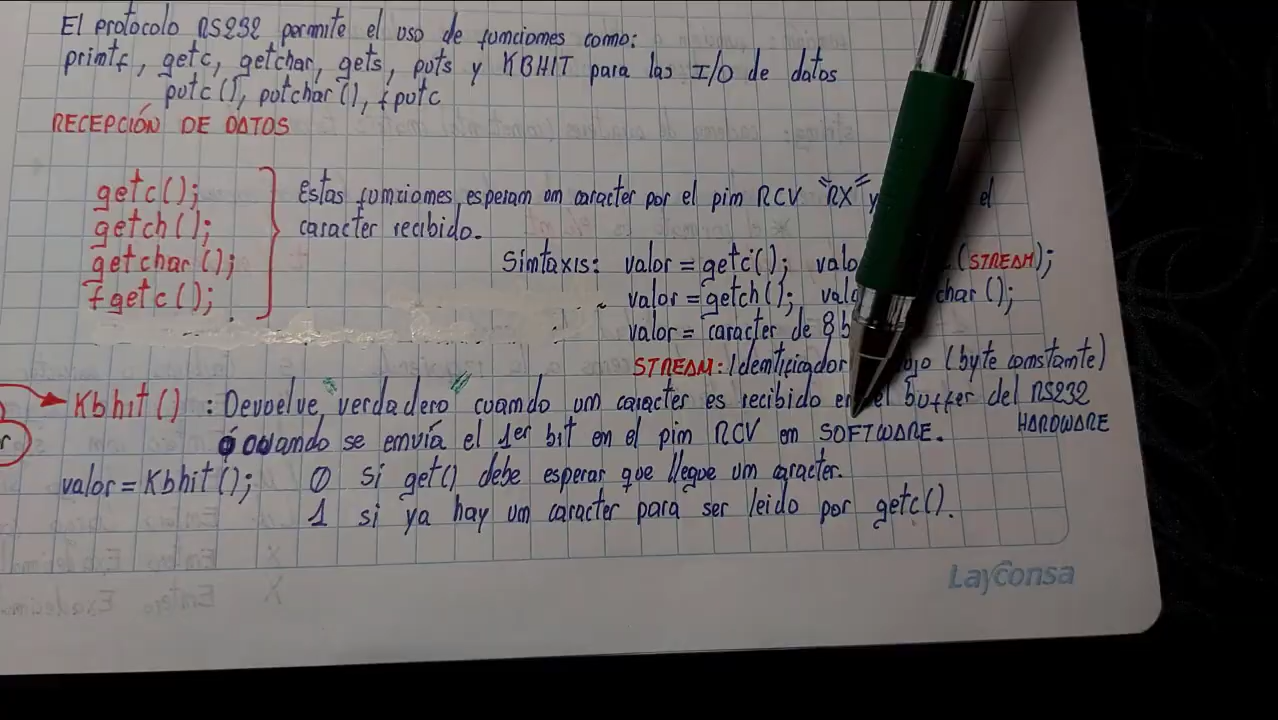 El protocolo RS232 permite el uso de funciones como:
printf, getc, getchar, gets, puts y KBHIT para las I/O de datos
putc(), putchar(), fputc
RECEPCIÓN DE DATOS
getc();
getch();
getchar();
fgetc();
Estas funciones esperan un caracter por el pin RCV "RX" y el
caracter recibido.
Sintaxis: valor = getc(); (STREAM);
valor = getch(); char();
valor = caracter de 8b
STREAM: Identificador (byte constante)
Kbhit() : Devuelve, verdadero cuando un caracter es recibido en el buffer del RS232
HARDWARE
ó cuando se envía el 1er bit en el pin RCV en SOFTWARE.
valor = Kbhit(); 0 si get() debe esperar que llegue un caracter.
1 si ya hay un caracter para ser leido por getc().
LayConsa